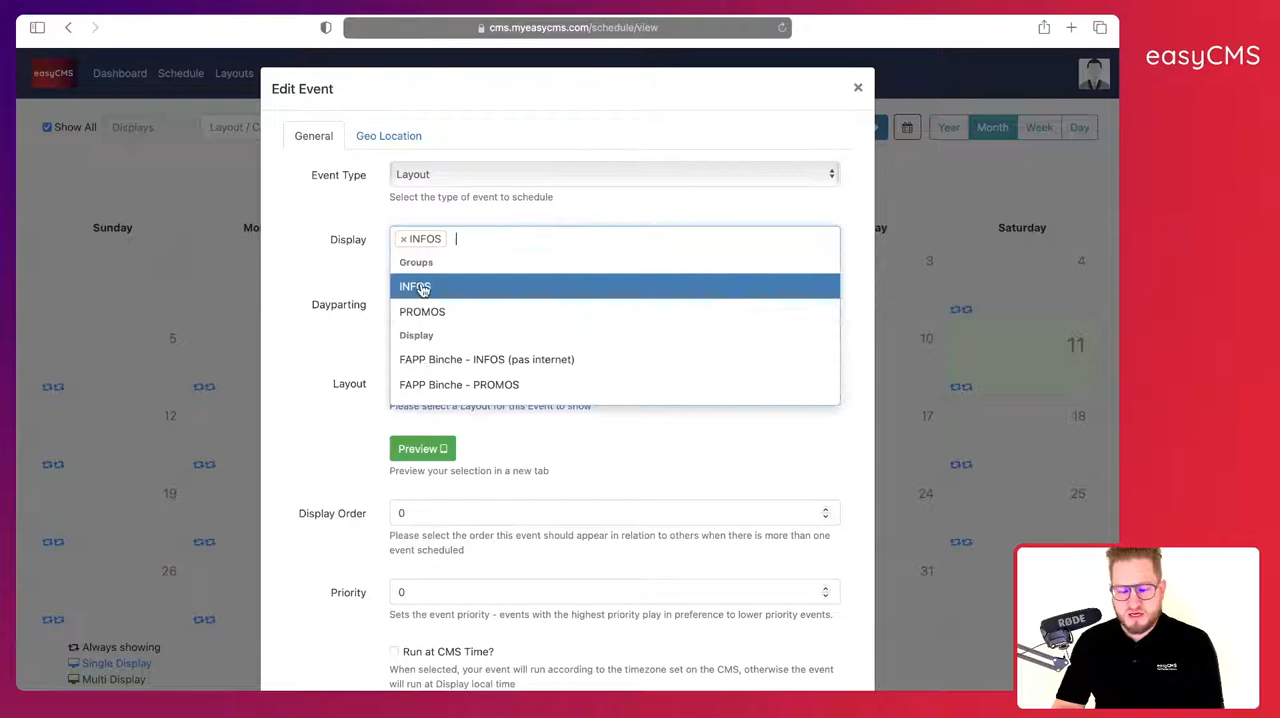 cms.myeasycms.com/schedule/view
easyCMS
easyCMS Dashboard Schedule Layouts
Edit Event ×
Show All Displays Layout / C
Year Month Week Day
General Geo Location
Event Type Layout
Select the type of event to schedule
Sunday Mo ay Saturday
Display × INFOS
Groups
3 4
INFOS
Dayparting
PROMOS
Display
5 10 11
FAPP Binche - INFOS (pas internet)
Layout FAPP Binche - PROMOS
Please select a Layout for this Event to show
12 17 18
Preview
Preview your selection in a new tab
19 24 25
Display Order 0
Please select the order this event should appear in relation to others when there is more than one
event scheduled
26 31
Priority 0
Sets the event priority - events with the highest priority play in preference to lower priority events.
RØDE
Always showing
Run at CMS Time?
Single Display
When selected, your event will run according to the timezone set on the CMS, otherwise the event
easyCMS
Multi Display
will run at Display local time